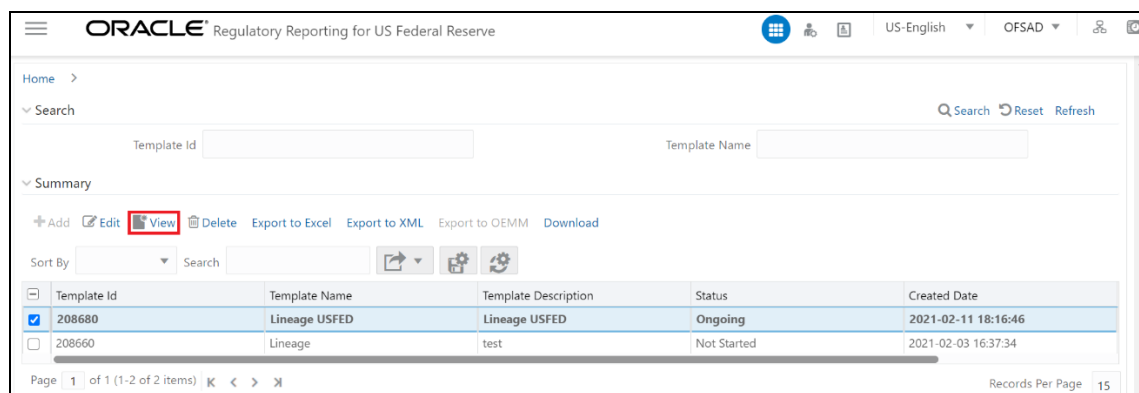 ORACLE® Regulatory Reporting for US Federal Reserve US-English OFSAD
Home >
Search Search Reset Refresh
Template Id Template Name
Summary
Add Edit View Delete Export to Excel Export to XML Export to OEMM Download
Sort By Search
Template Id Template Name Template Description Status Created Date
208680 Lineage USFED Lineage USFED Ongoing 2021-02-11 18:16:46
208660 Lineage test Not Started 2021-02-03 16:37:34
Page 1 of 1 (1-2 of 2 items) Records Per Page 15